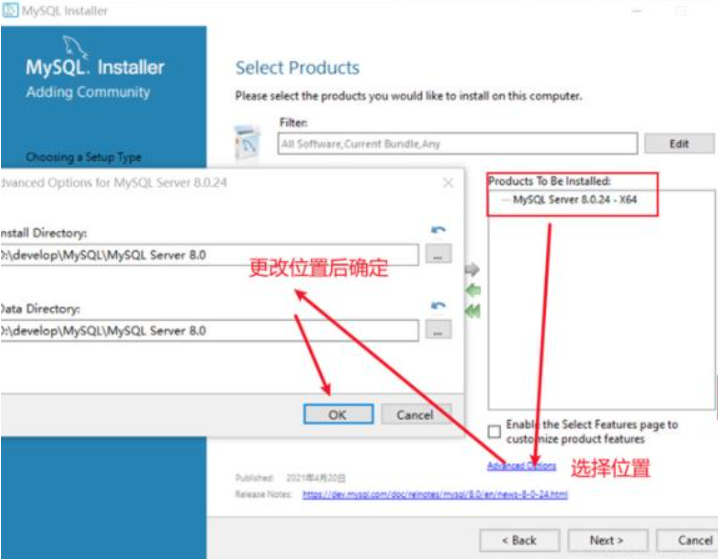 MySQL Installer
MySQL. Installer
Adding Community
Choosing a Setup Type
Select Products
Please select the products you would like to install on this computer.
Filter:
All Software,Current Bundle,Any
Edit
dvanced Options for MySQL Server 8.0.24
nstall Directory:
:\develop\MySQL\MySQL Server 8.0
...
更改位置后确定
Data Directory:
:\develop\MySQL\MySQL Server 8.0
...
OK
Cancel
Products To Be Installed:
MySQL Server 8.0.24 - X64
Enable the Select Features page to
customize product features
Advanced Options
选择位置
Published: 2021年4月20日
Release Notes: https://dev.mysql.com/doc/relnotes/mysql/8.0/en/news-8-0-24.html
< Back
Next >
Cancel